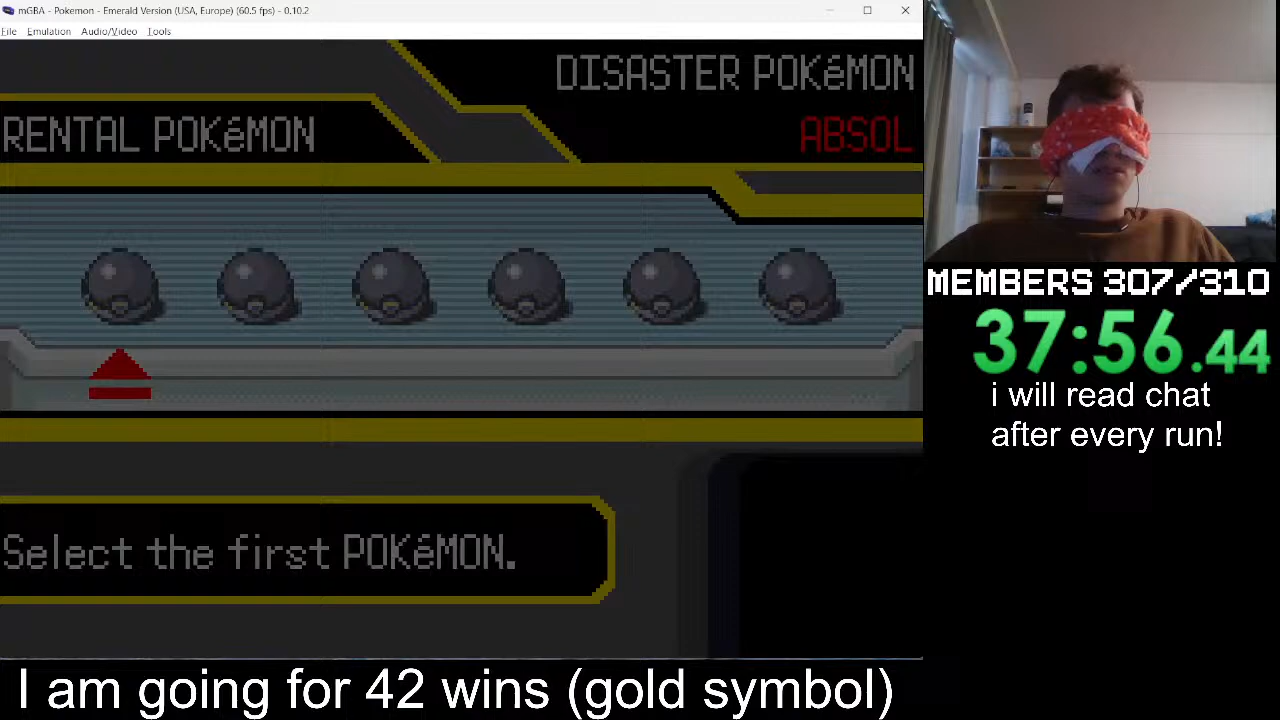 mGBA - Pokemon - Emerald Version (USA, Europe) (60.5 fps) - 0.10.2
File Emulation Audio/Video Tools
DISASTER POKéMON
RENTAL POKéMON
ABSOL
MEMBERS 307/310
37:56.44
i will read chat
after every run!
Select the first POKéMON.
I am going for 42 wins (gold symbol)